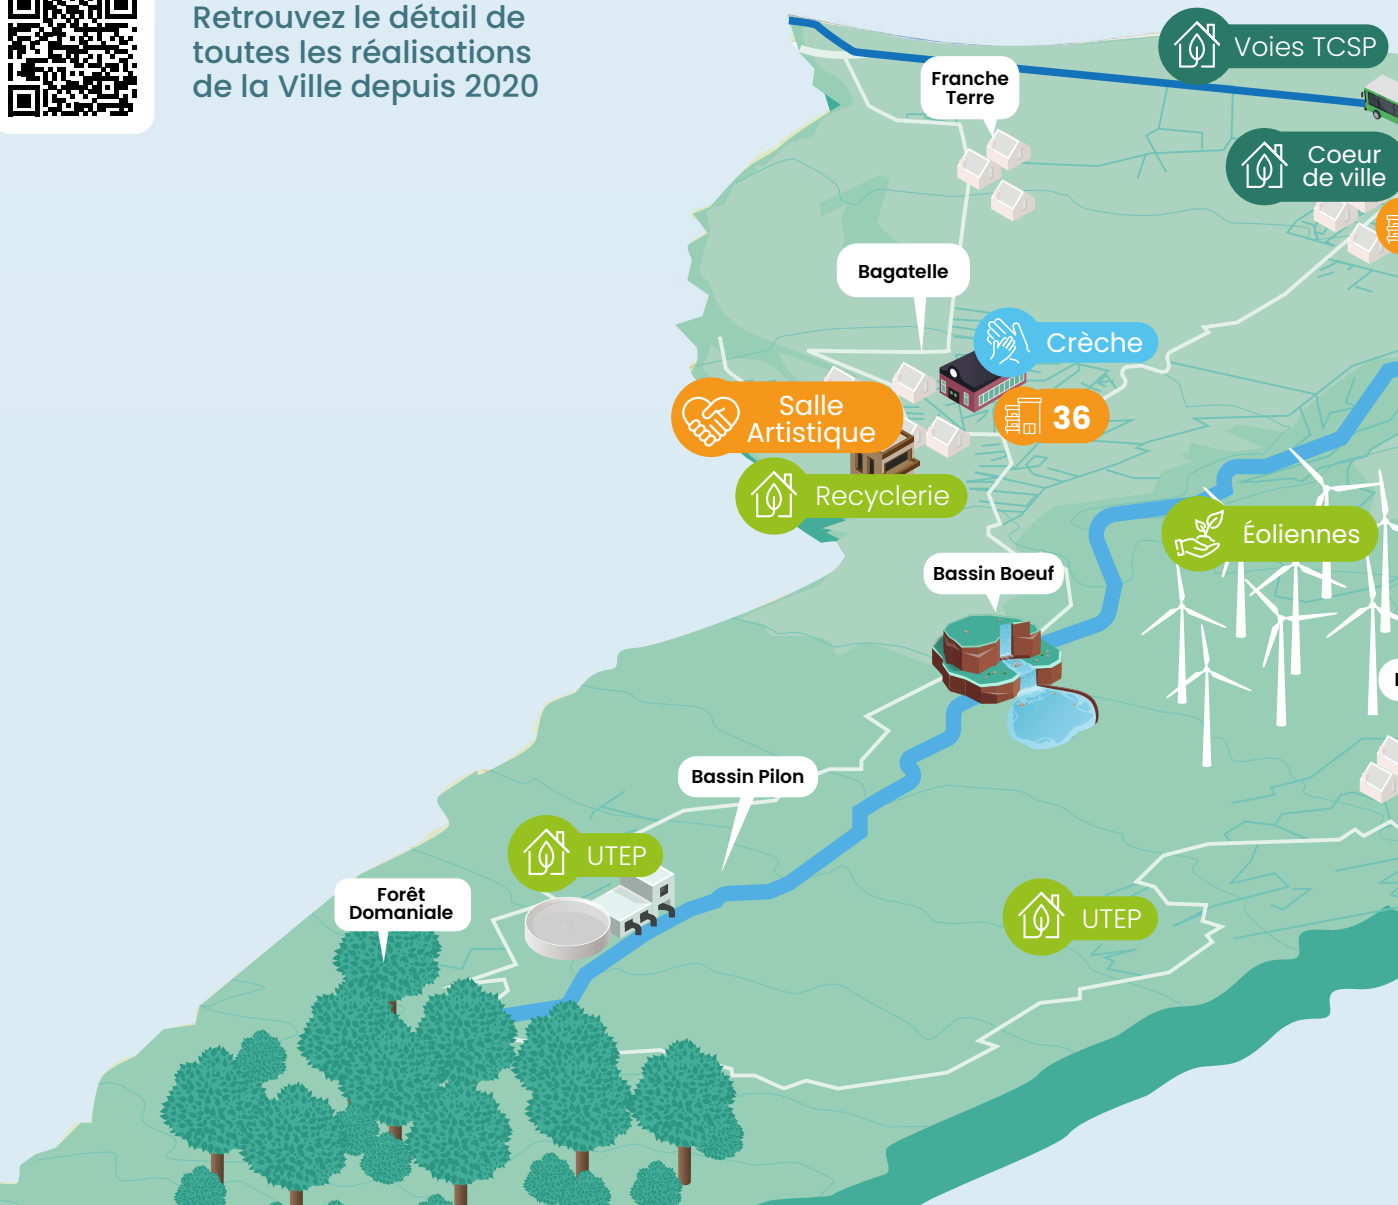 Retrouvez le détail de
toutes les réalisations
de la Ville depuis 2020
Voies TCSP
Franche
Terre
Coeur
de ville
Bagatelle
Crèche
Salle
Artistique
36
Recyclerie
Éoliennes
Bassin Boeuf
Bassin Pilon
UTEP
Forêt
Domaniale
UTEP